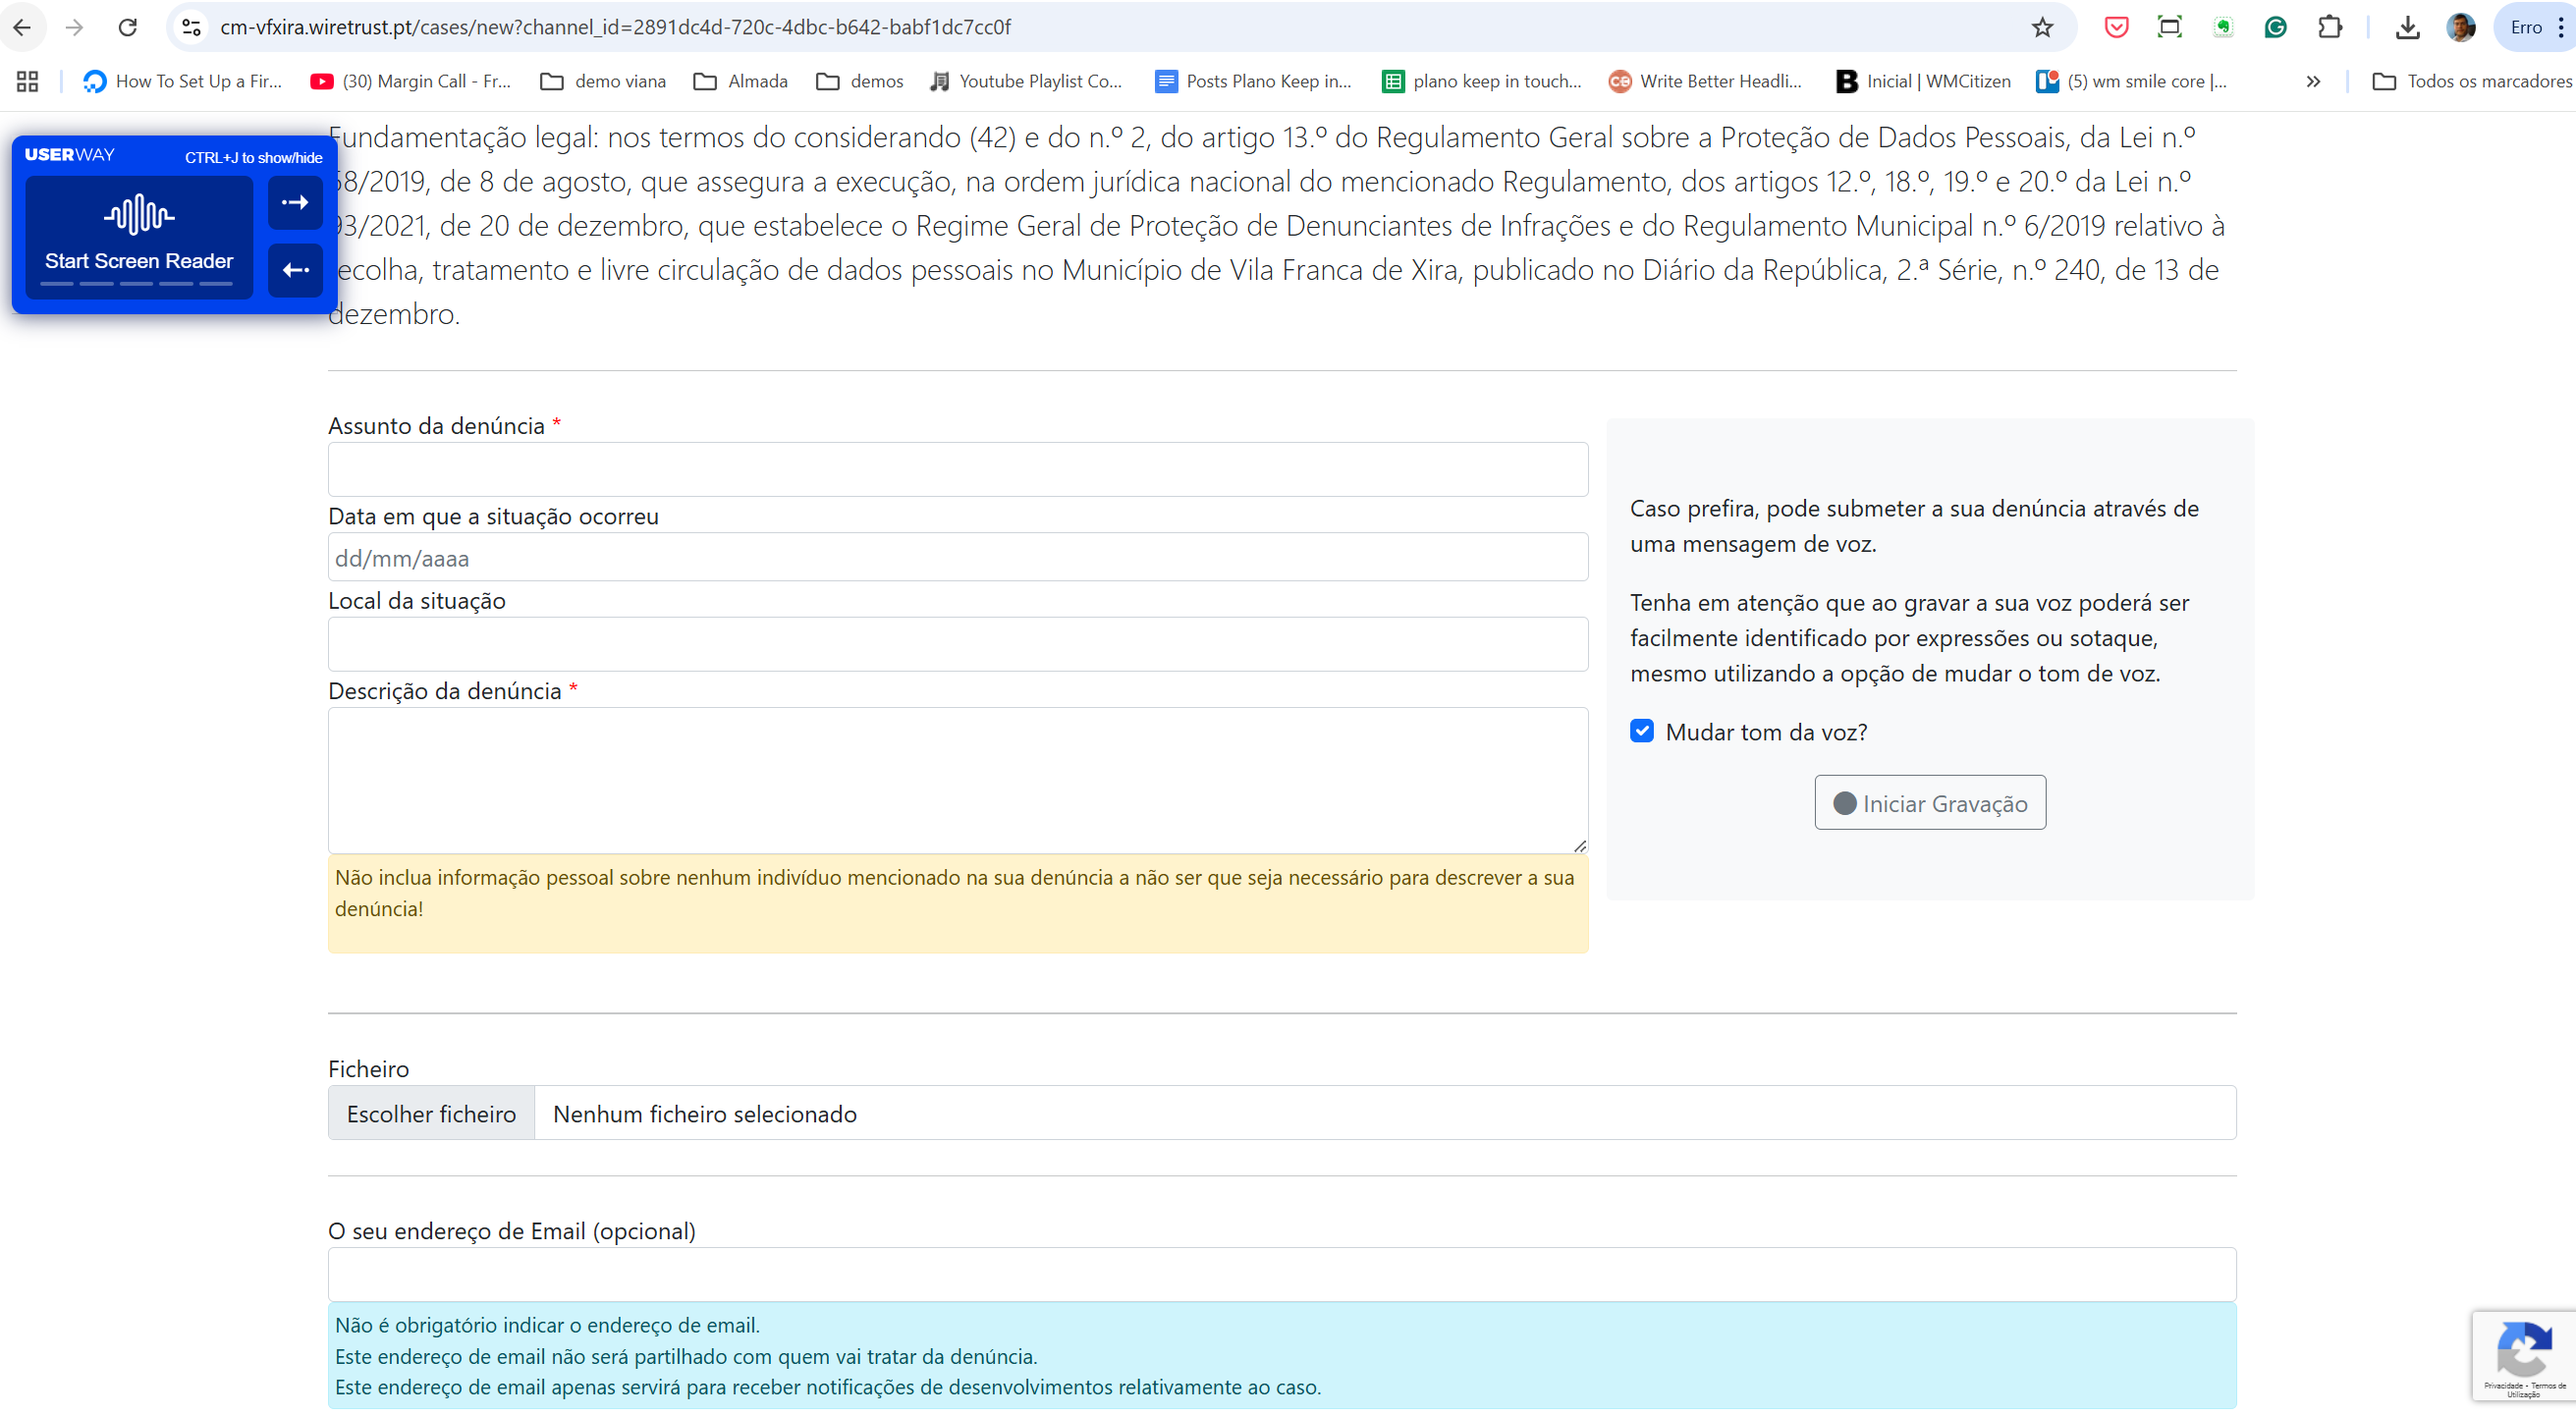 cm-vfxira.wiretrust.pt/cases/new?channel_id=2891dc4d-720c-4dbc-b642-babf1dc7cc0f
Erro
How To Set Up a Fir...
(30) Margin Call - Fr...
demo viana
Almada
demos
Youtube Playlist Co...
Posts Plano Keep in...
plano keep in touch...
Write Better Headli...
Inicial | WMCitizen
(5) wm smile core |...
Todos os marcadores
USERWAY
CTRL+J to show/hide
Start Screen Reader
Fundamentação legal: nos termos do considerando (42) e do n.º 2, do artigo 13.º do Regulamento Geral sobre a Proteção de Dados Pessoais, da Lei n.º
58/2019, de 8 de agosto, que assegura a execução, na ordem jurídica nacional do mencionado Regulamento, dos artigos 12.º, 18.º, 19.º e 20.º da Lei n.º
93/2021, de 20 de dezembro, que estabelece o Regime Geral de Proteção de Denunciantes de Infrações e do Regulamento Municipal n.º 6/2019 relativo à
recolha, tratamento e livre circulação de dados pessoais no Município de Vila Franca de Xira, publicado no Diário da República, 2.ª Série, n.º 240, de 13 de
dezembro.
Assunto da denúncia *
Data em que a situação ocorreu
dd/mm/aaaa
Local da situação
Descrição da denúncia *
Não inclua informação pessoal sobre nenhum indivíduo mencionado na sua denúncia a não ser que seja necessário para descrever a sua
denúncia!
Caso prefira, pode submeter a sua denúncia através de
uma mensagem de voz.
Tenha em atenção que ao gravar a sua voz poderá ser
facilmente identificado por expressões ou sotaque,
mesmo utilizando a opção de mudar o tom de voz.
Mudar tom da voz?
Iniciar Gravação
Ficheiro
Escolher ficheiro
Nenhum ficheiro selecionado
O seu endereço de Email (opcional)
Não é obrigatório indicar o endereço de email.
Este endereço de email não será partilhado com quem vai tratar da denúncia.
Este endereço de email apenas servirá para receber notificações de desenvolvimentos relativamente ao caso.
Privacidade - Termos de
Utilização